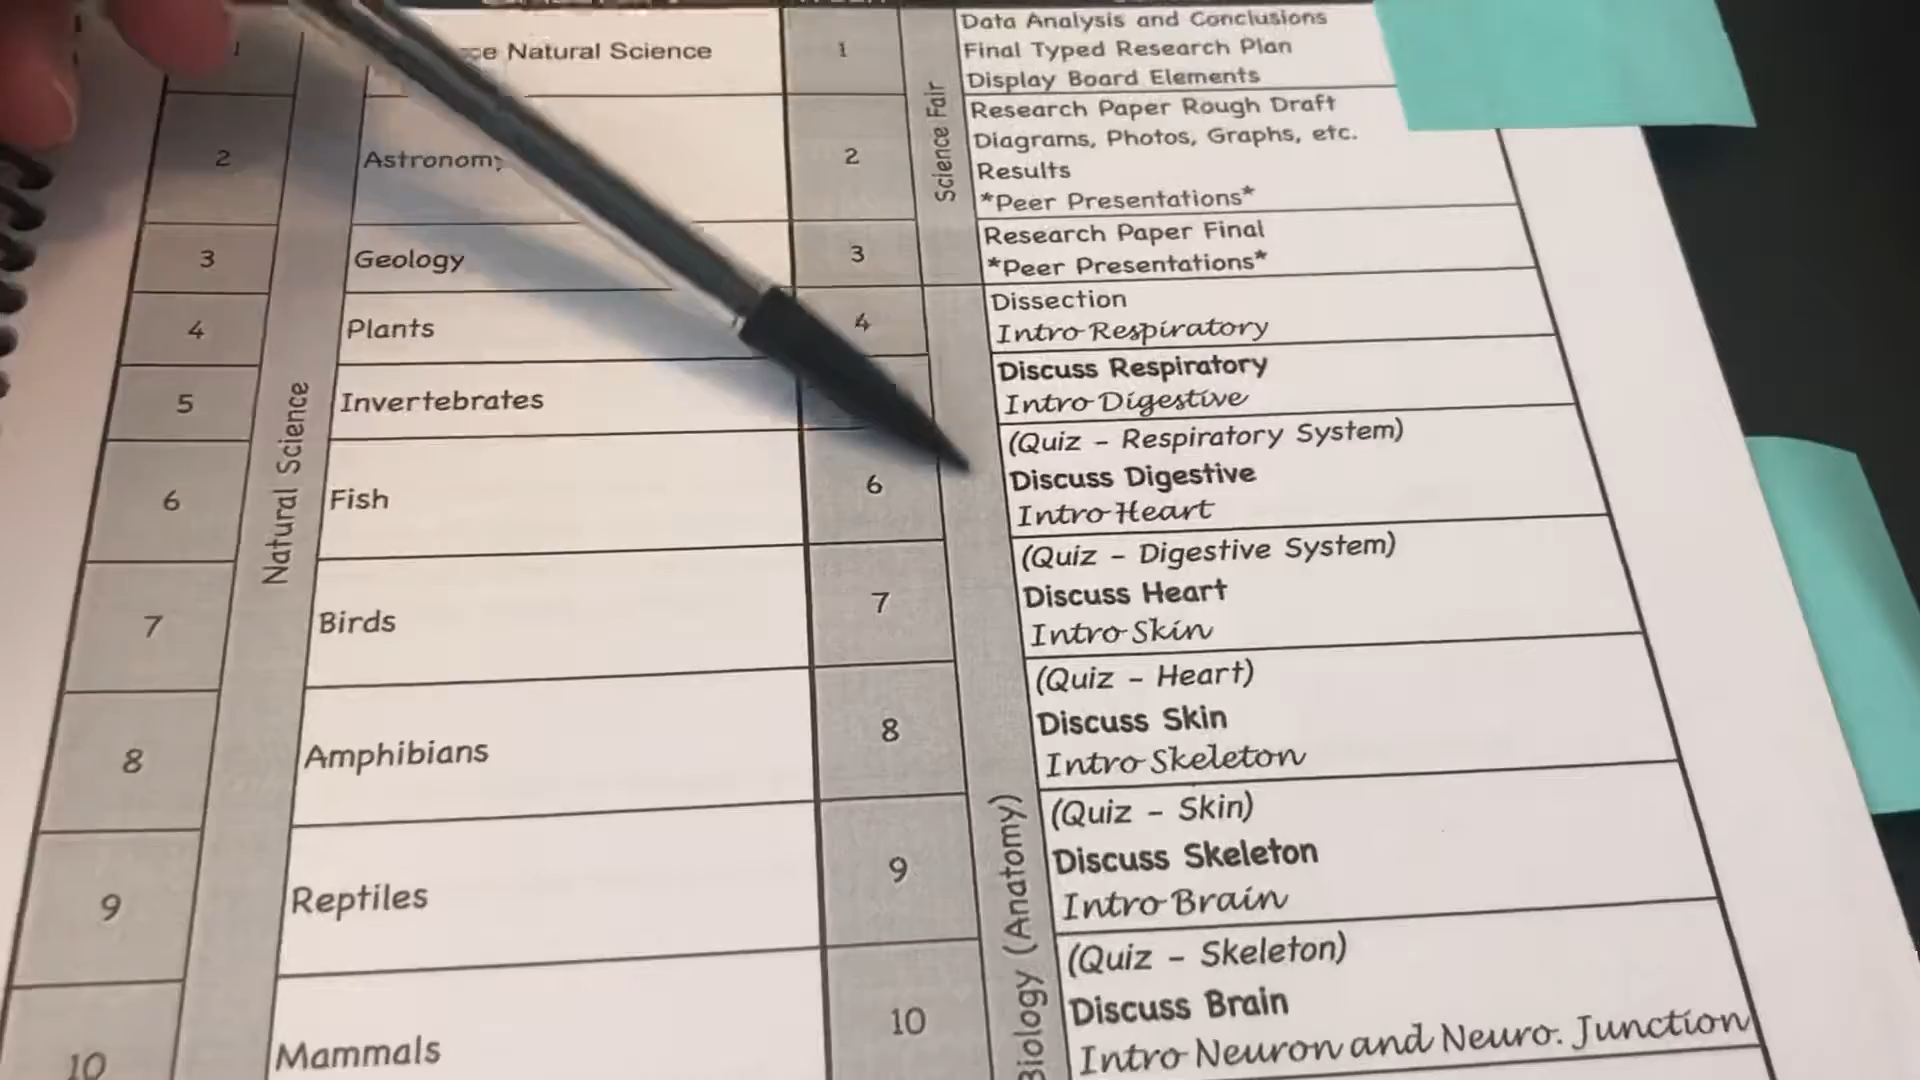 1
e Natural Science
2
Astronom
3
Geology
4
Plants
5
Invertebrates
6
Fish
7
Birds
8
Amphibians
9
Reptiles
10
Mammals
Natural Science
1
Data Analysis and Conclusions
Final Typed Research Plan
Display Board Elements
2
Research Paper Rough Draft
Diagrams, Photos, Graphs, etc.
Results
*Peer Presentations*
3
Research Paper Final
*Peer Presentations*
Science Fair
4
Dissection
Intro Respiratory
Discuss Respiratory
Intro Digestive
6
(Quiz - Respiratory System)
Discuss Digestive
Intro Heart
7
(Quiz - Digestive System)
Discuss Heart
Intro Skin
8
(Quiz - Heart)
Discuss Skin
Intro Skeleton
9
(Quiz - Skin)
Discuss Skeleton
Intro Brain
10
(Quiz - Skeleton)
Discuss Brain
Intro Neuron and Neuro. Junction
Biology (Anatomy)